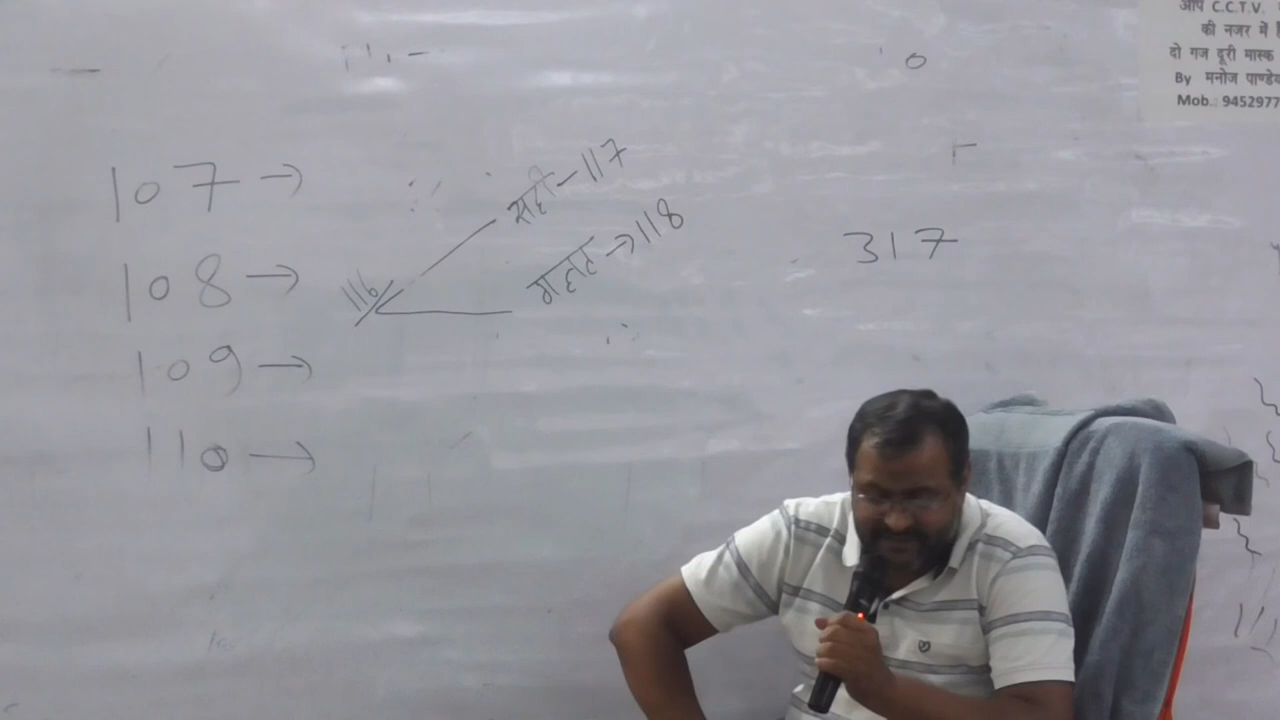 107 →
108 →
109 →
110 →
116
सही - 117
गलत → 118
317
आप C.C.T.V.
की नजर में
दो गज दूरी मास्क
By मनोज पाण्डेय
Mob. 9452977